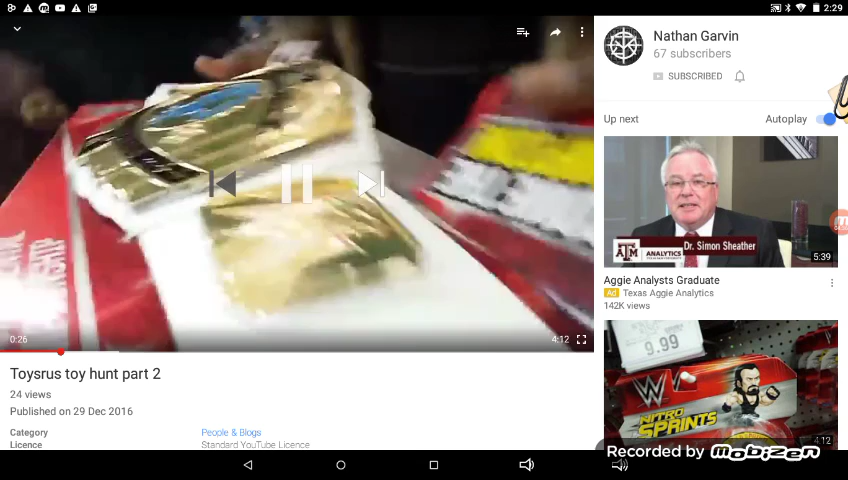 2:29
Nathan Garvin
67 subscribers
SUBSCRIBED
Up next
Autoplay
0:26
4:12
Toysrus toy hunt part 2
24 views
Published on 29 Dec 2016
Category
People & Blogs
Licence
Standard YouTube Licence
ATM
ANALYTICS
Dr. Simon Sheather
5:39
Aggie Analysts Graduate
Ad
Texas Aggie Analytics
142K views
9.99
W
NITRO
SPRINTS
4:12
Recorded by
mobizen